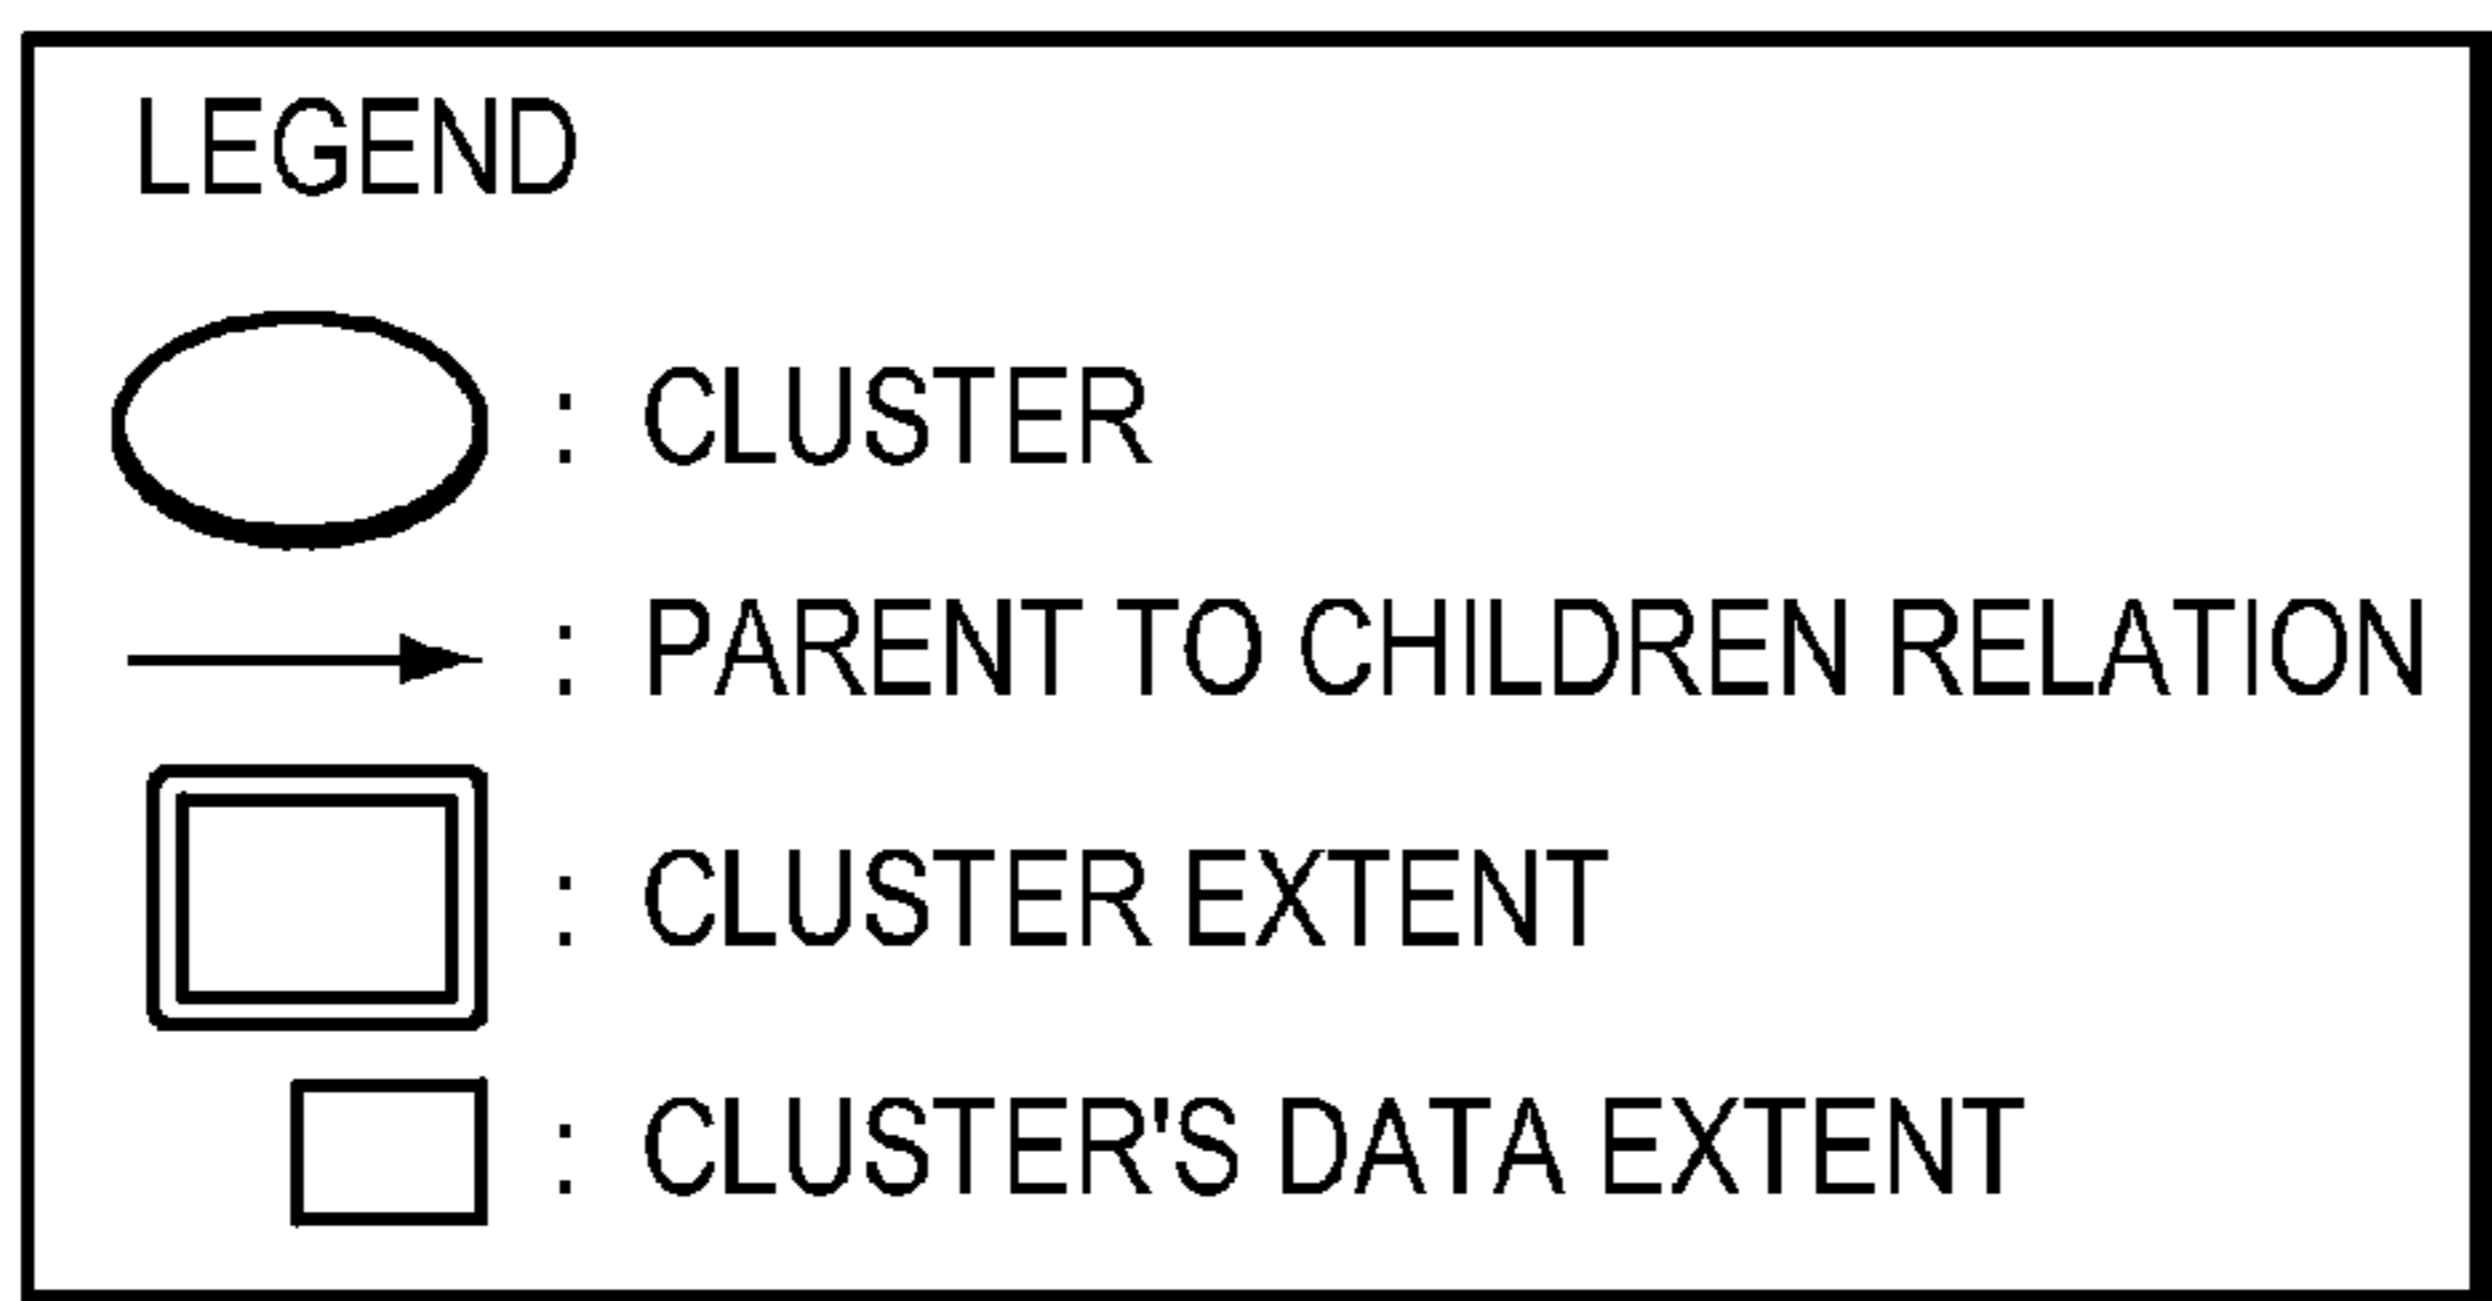 LEGEND
: CLUSTER
: PARENT TO CHILDREN RELATION
: CLUSTER EXTENT
: CLUSTER'S DATA EXTENT